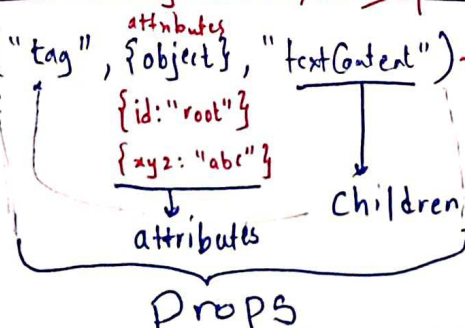 attributes
"tag", {object}, "textContent")
{id:"root"}
{xyz: "abc"}
children
attributes
Props